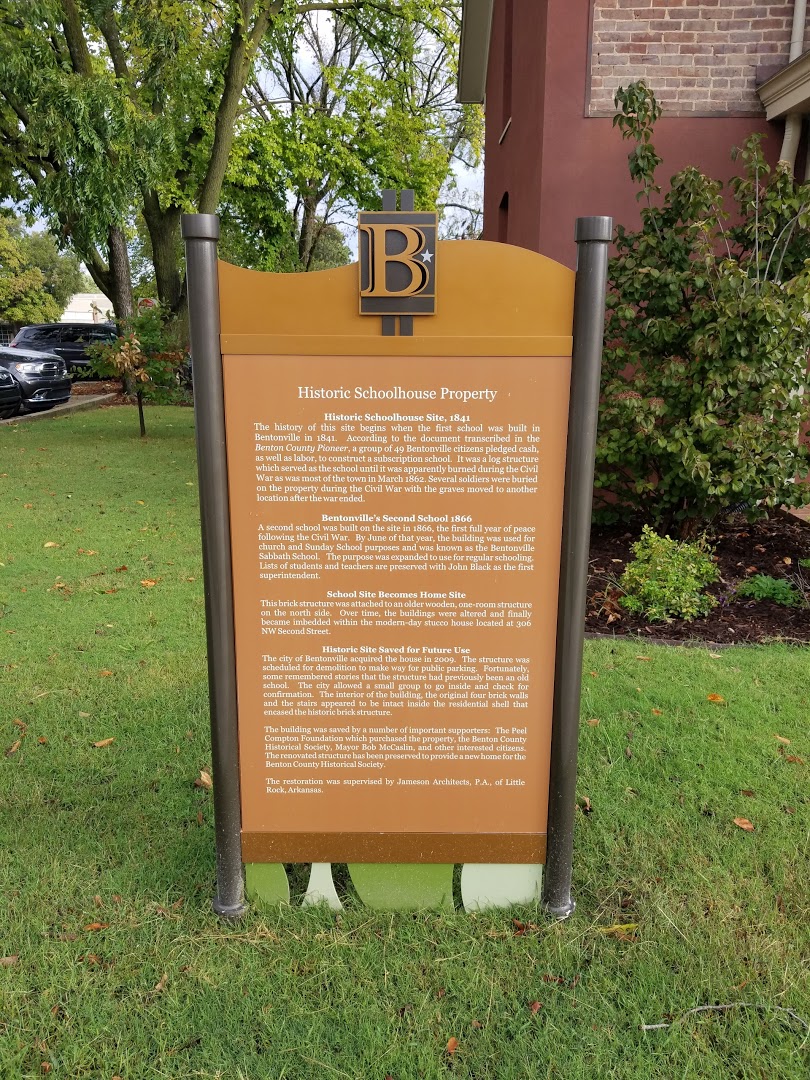 B
Historic Schoolhouse Property
Historic Schoolhouse Site, 1841
The history of this site begins when the first school was built in
Bentonville in 1841. According to the document transcribed in the
Benton County Pioneer, a group of 49 Bentonville citizens pledged cash,
as well as labor, to construct a subscription school. It was a log structure
which served as the school until it was apparently burned during the Civil
War as was most of the town in March 1862. Several soldiers were buried
on the property during the Civil War with the graves moved to another
location after the war ended.
Bentonville's Second School 1866
A second school was built on the site in 1866, the first full year of peace
following the Civil War. By June of that year, the building was used for
church and Sunday School purposes and was known as the Bentonville
Sabbath School. The purpose was expanded to use for regular schooling.
Lists of students and teachers are preserved with John Black as the first
superintendent.
School Site Becomes Home Site
This brick structure was attached to an older wooden, one-room structure
on the north side. Over time, the buildings were altered and finally
became imbedded within the modern-day stucco house located at 306
NW Second Street.
Historic Site Saved for Future Use
The city of Bentonville acquired the house in 2009. The structure was
scheduled for demolition to make way for public parking. Fortunately,
some remembered stories that the structure had previously been an old
school. The city allowed a small group to go inside and check for
confirmation. The interior of the building, the original four brick walls
and the stairs appeared to be intact inside the residential shell that
encased the historic brick structure.
The building was saved by a number of important supporters: The Peel
Compton Foundation which purchased the property, the Benton County
Historical Society, Mayor Bob McCaslin, and other interested citizens.
The renovated structure has been preserved to provide a new home for the
Benton County Historical Society.
The restoration was supervised by Jameson Architects, P.A., of Little
Rock, Arkansas.